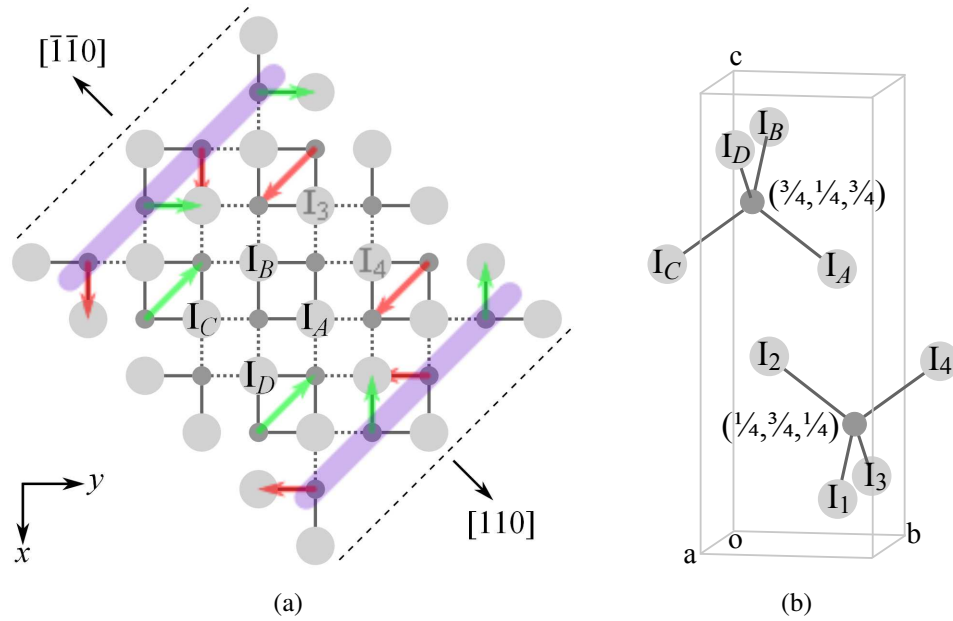 [1̄1̄0]
I3
IB
I4
IC
IA
ID
y
x
[110]
(a)
c
IB
ID
(¾,¼,¾)
IC
IA
I2
I4
(¼,¾,¼)
I3
I1
o
b
a
(b)